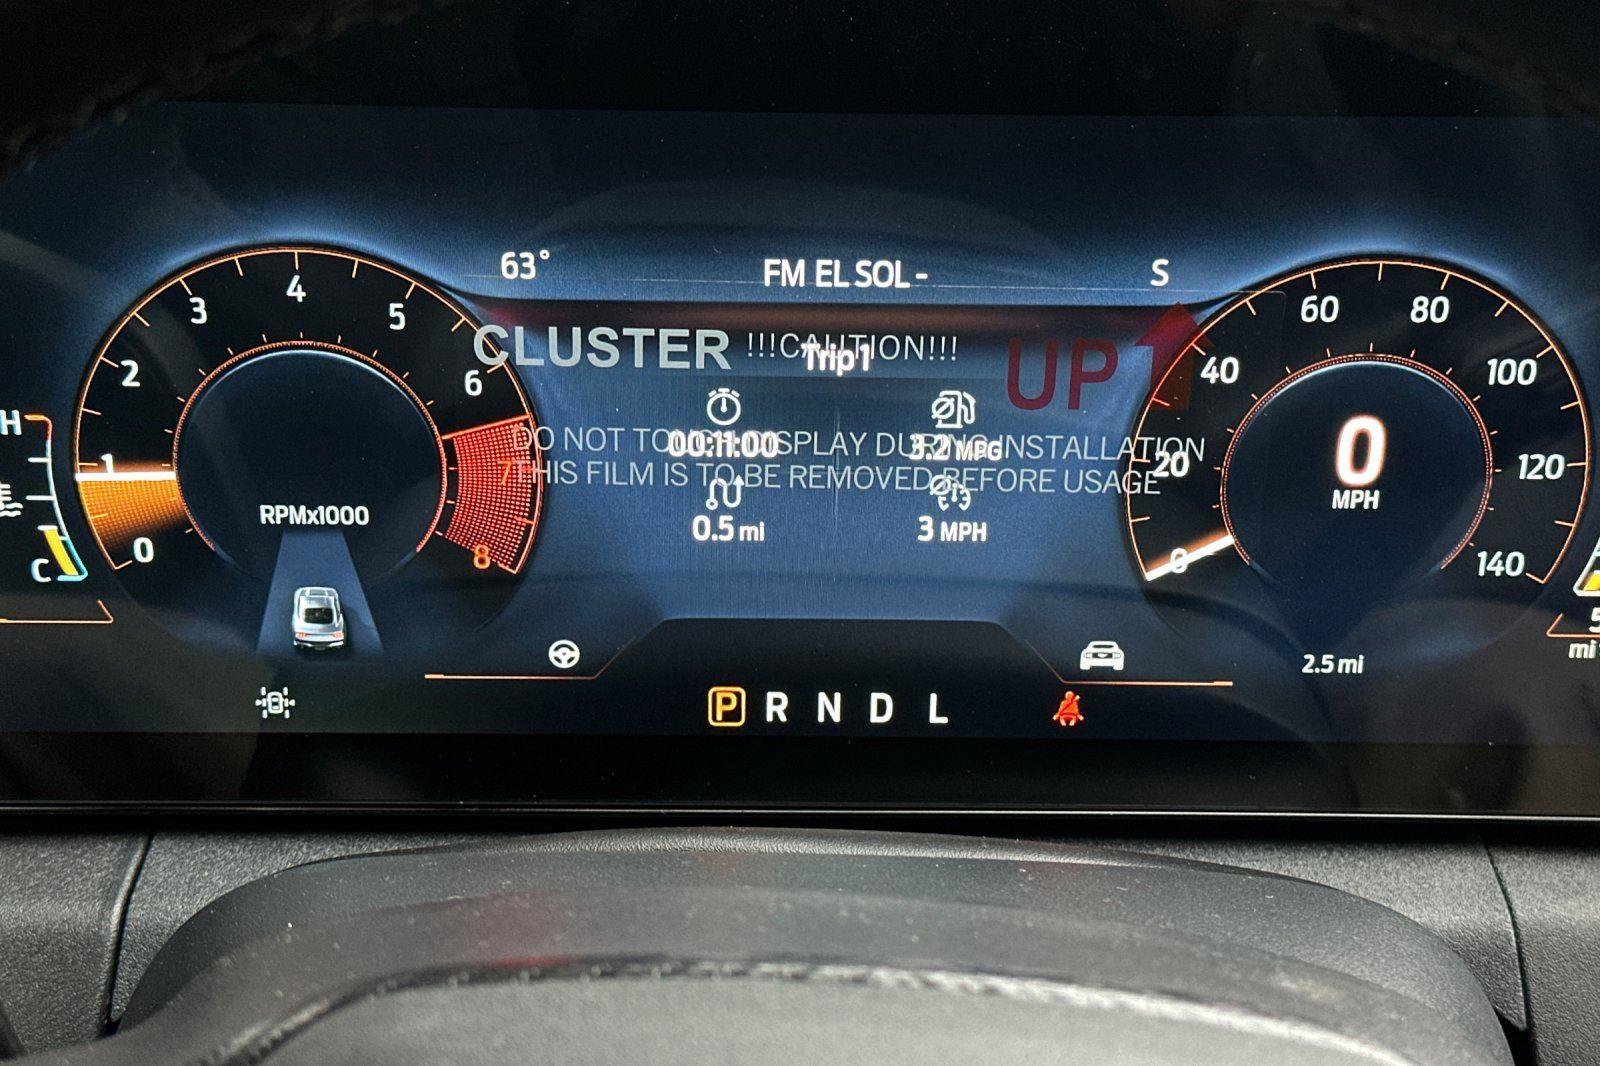 63° FM EL SOL - S
CLUSTER !!!CAUTION!!! UP
Trip 1
DO NOT TOUCH DISPLAY DURING INSTALLATION
00:11:00 3.2 MPG
THIS FILM IS TO BE REMOVED BEFORE USAGE
0.5 mi 3 MPH
H
C
0
1
2
3
4
5
6
7
8
RPMx1000
0
20
40
60
80
100
120
140
0
MPH
2.5 mi
mi
P R N D L